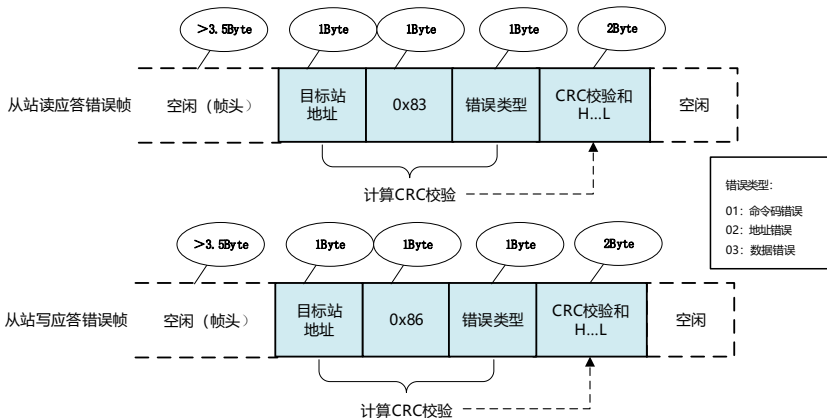 >3.5Byte
1Byte
1Byte
1Byte
2Byte
从站读应答错误帧
空闲（帧头）
目标站
地址
0x83
错误类型
CRC校验和
H...L
空闲
计算CRC校验
错误类型：
01：命令码错误
02：地址错误
03：数据错误
>3.5Byte
1Byte
1Byte
1Byte
2Byte
从站写应答错误帧
空闲（帧头）
目标站
地址
0x86
错误类型
CRC校验和
H...L
空闲
计算CRC校验